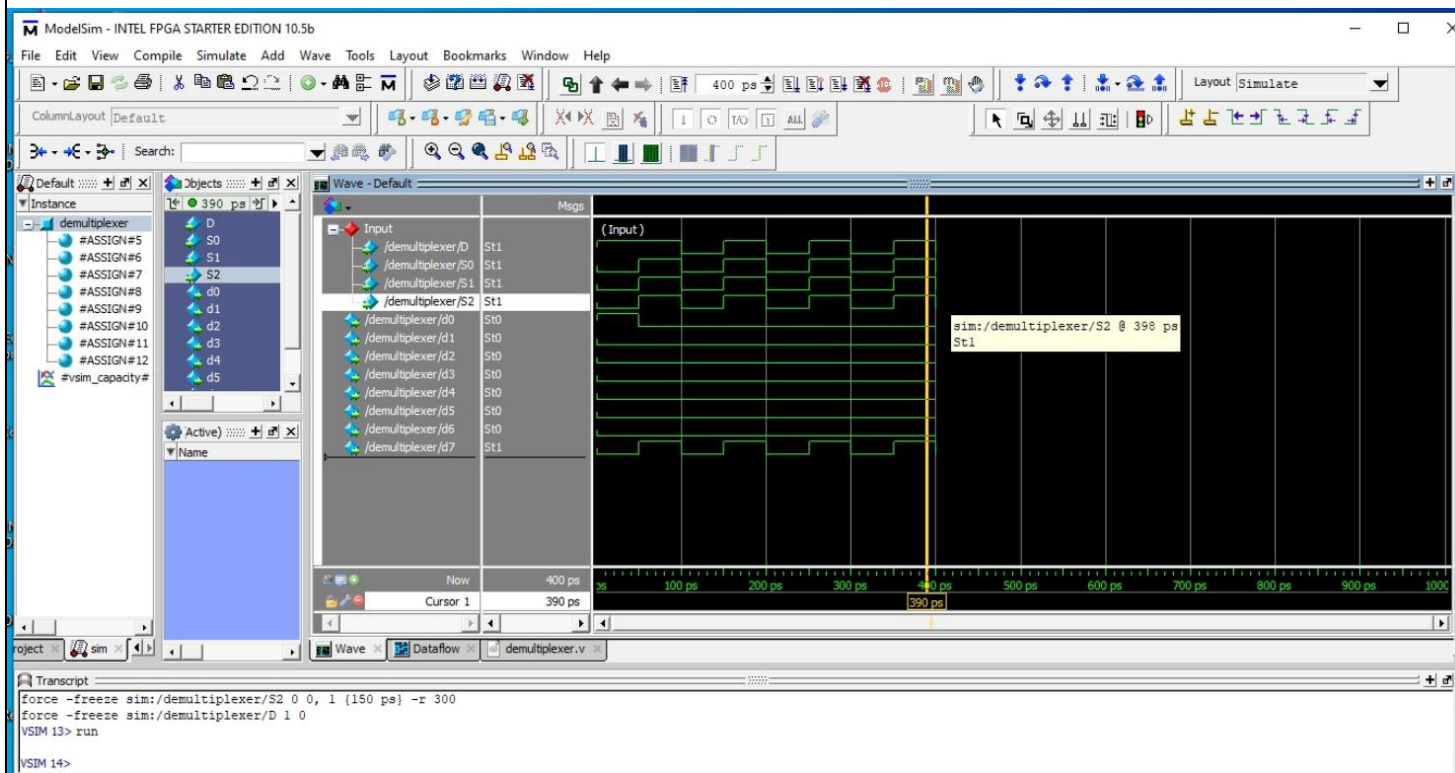 ModelSim - INTEL FPGA STARTER EDITION 10.5b
File Edit View Compile Simulate Add Wave Tools Layout Bookmarks Window Help
400 ps
Layout Simulate
ColumnLayout Default
Search:
Default
Instance
demultiplexer
#ASSIGN#5
#ASSIGN#6
#ASSIGN#7
#ASSIGN#8
#ASSIGN#9
#ASSIGN#10
#ASSIGN#11
#ASSIGN#12
#vsim_capacity#
Objects
390 ps
D
S0
S1
S2
d0
d1
d2
d3
d4
d5
Active)
Name
Wave - Default
Msgs
Input (Input)
/demultiplexer/D St1
/demultiplexer/S0 St1
/demultiplexer/S1 St1
/demultiplexer/S2 St1
/demultiplexer/d0 St0
/demultiplexer/d1 St0
/demultiplexer/d2 St0
/demultiplexer/d3 St0
/demultiplexer/d4 St0
/demultiplexer/d5 St0
/demultiplexer/d6 St0
/demultiplexer/d7 St1
sim:/demultiplexer/S2 @ 398 ps
St1
Now 400 ps
ps 100 ps 200 ps 300 ps 400 ps 500 ps 600 ps 700 ps 800 ps 900 ps 1000
Cursor 1 390 ps 390 ps
roject sim
Wave Dataflow demultiplexer.v
Transcript
force -freeze sim:/demultiplexer/S2 0 0, 1 {150 ps} -r 300
force -freeze sim:/demultiplexer/D 1 0
VSIM 13> run
VSIM 14>